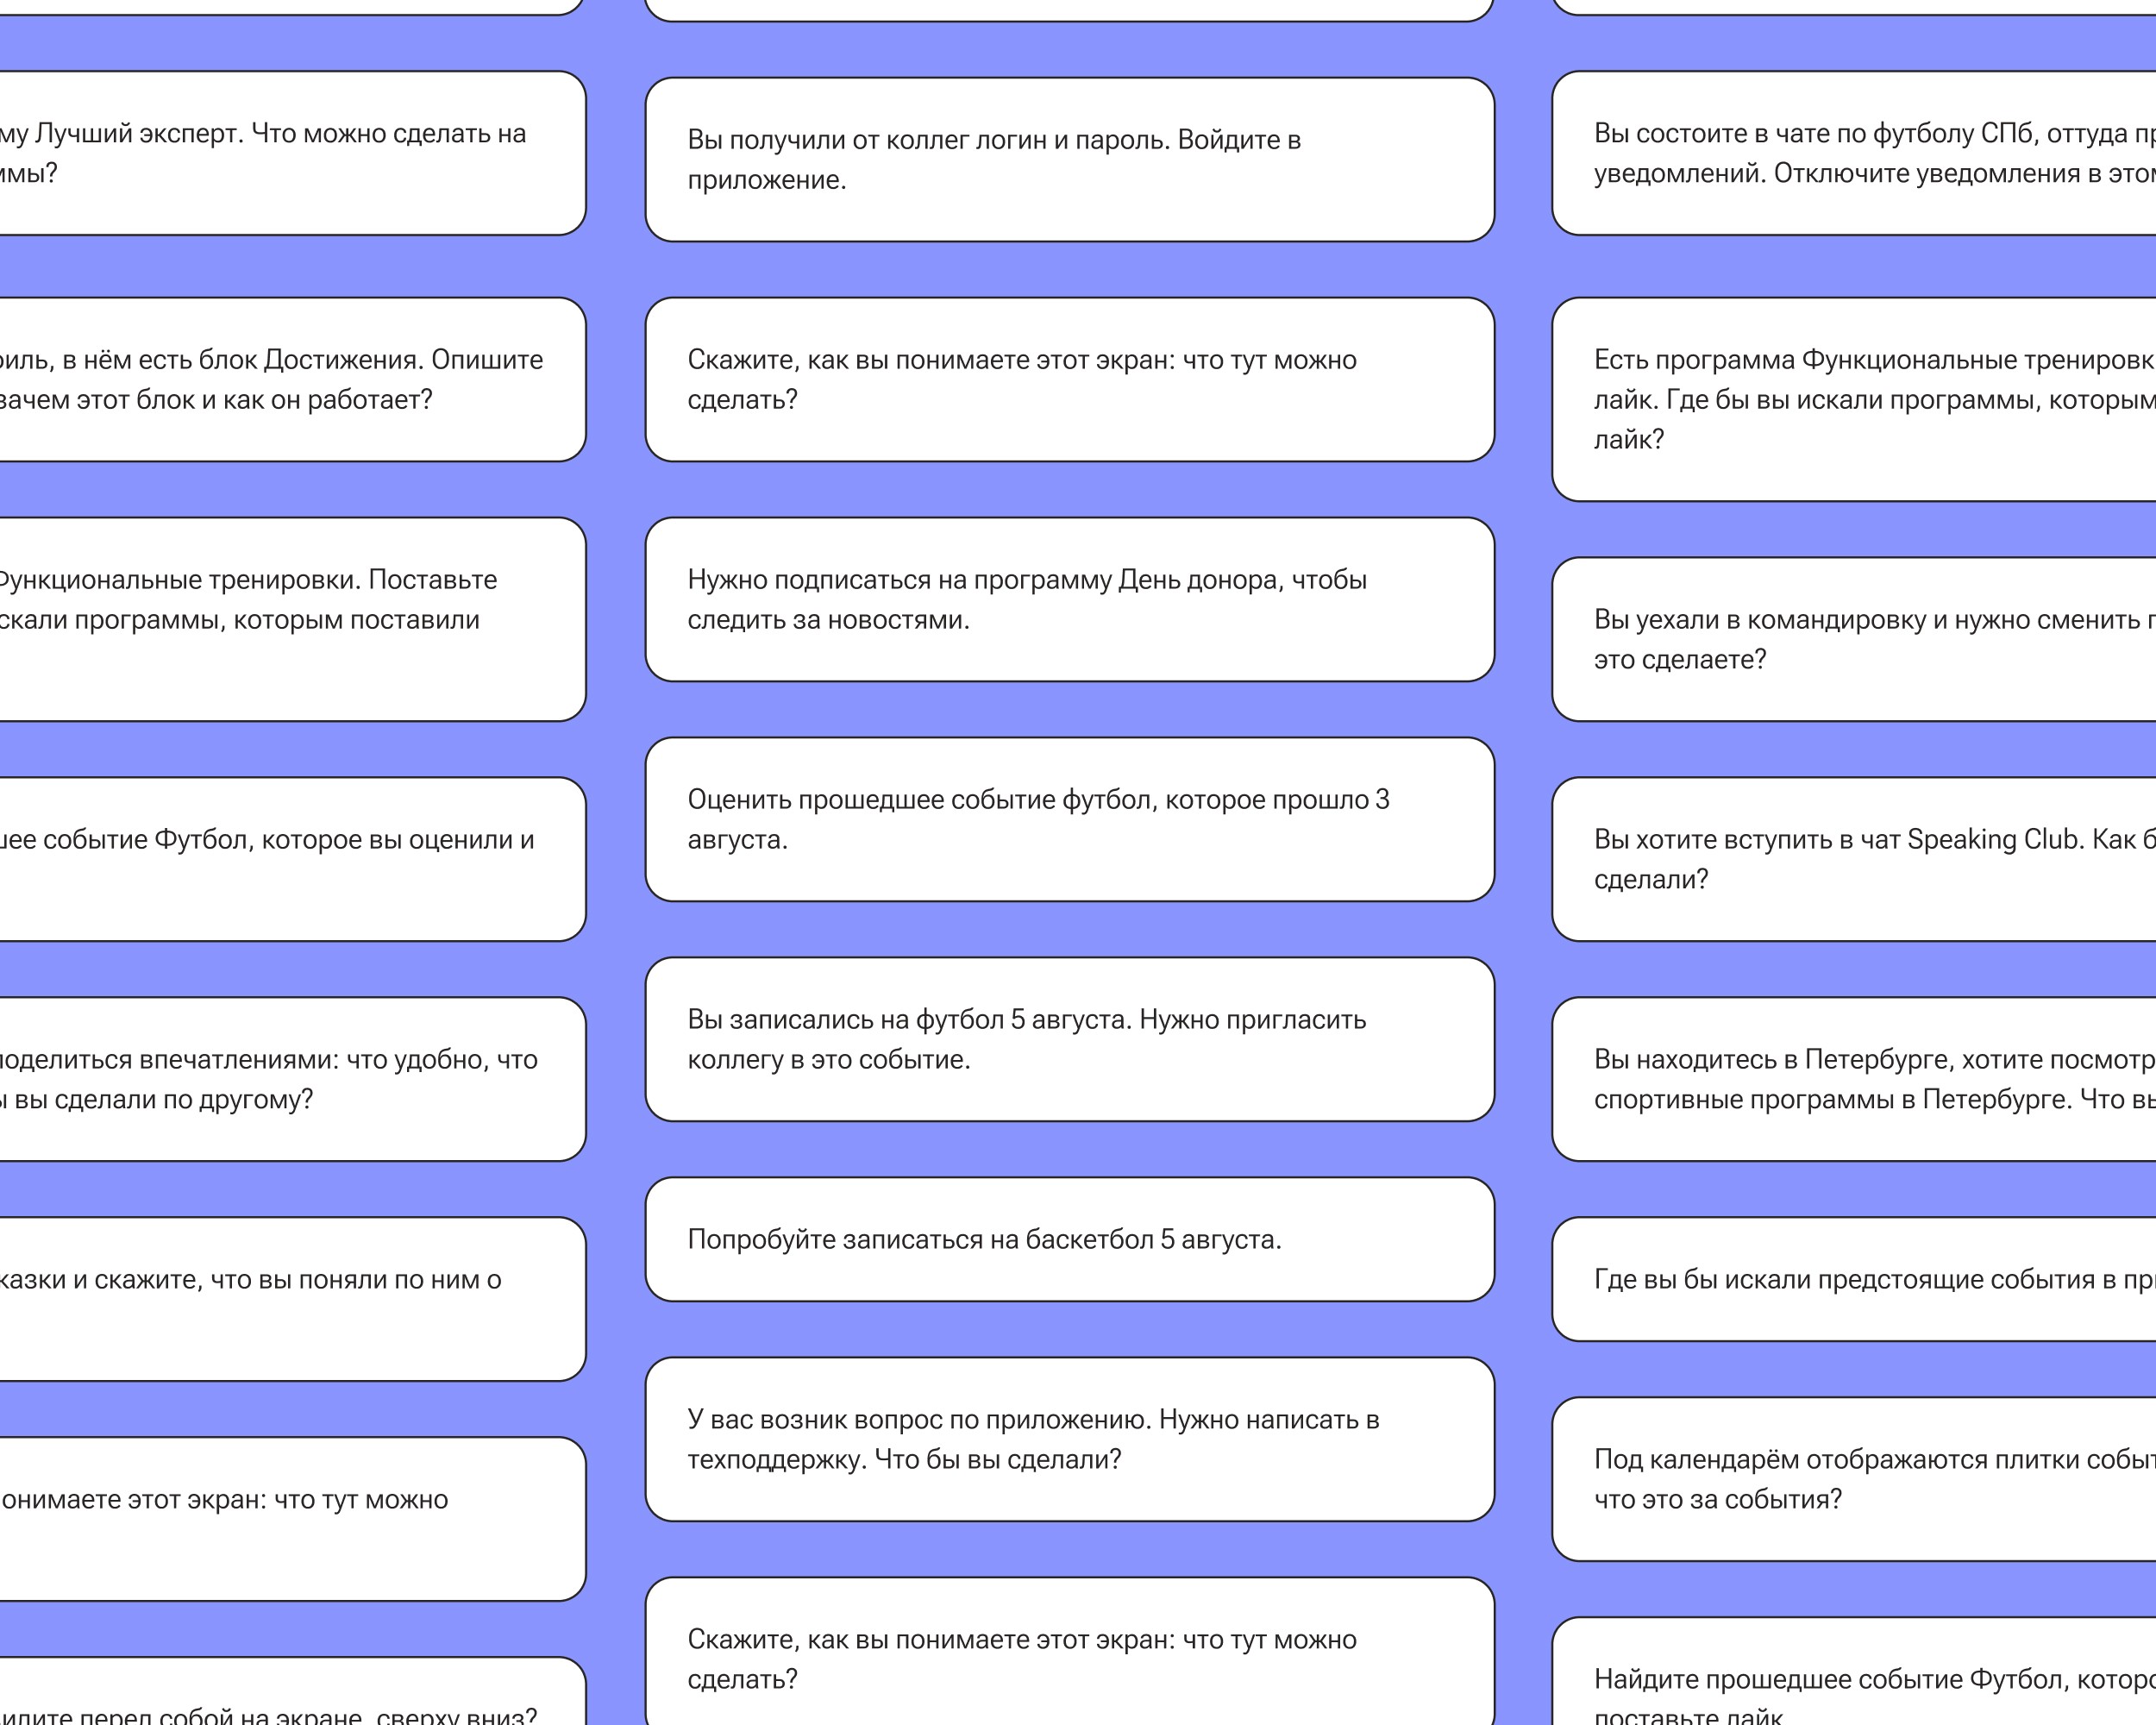 му Лучший эксперт. Что можно сделать на
ммы?
риль, в нём есть блок Достижения. Опишите
зачем этот блок и как он работает?
Функциональные тренировки. Поставьте
скали программы, которым поставили
шее событие Футбол, которое вы оценили и
поделиться впечатлениями: что удобно, что
ы вы сделали по другому?
казки и скажите, что вы поняли по ним о
онимаете этот экран: что тут можно
видите перед собой на экране, сверху вниз?
Вы получили от коллег логин и пароль. Войдите в
приложение.
Скажите, как вы понимаете этот экран: что тут можно
сделать?
Нужно подписаться на программу День донора, чтобы
следить за новостями.
Оценить прошедшее событие футбол, которое прошло 3
августа.
Вы записались на футбол 5 августа. Нужно пригласить
коллегу в это событие.
Попробуйте записаться на баскетбол 5 августа.
У вас возник вопрос по приложению. Нужно написать в
техподдержку. Что бы вы сделали?
Скажите, как вы понимаете этот экран: что тут можно
сделать?
Вы состоите в чате по футболу СПб, оттуда пр
уведомлений. Отключите уведомления в этом
Есть программа Функциональные тренировк
лайк. Где бы вы искали программы, которым
лайк?
Вы уехали в командировку и нужно сменить г
это сделаете?
Вы хотите вступить в чат Speaking Club. Как б
сделали?
Вы находитесь в Петербурге, хотите посмотр
спортивные программы в Петербурге. Что вы
Где вы бы искали предстоящие события в пр
Под календарём отображаются плитки событ
что это за события?
Найдите прошедшее событие Футбол, которо
поставьте лайк